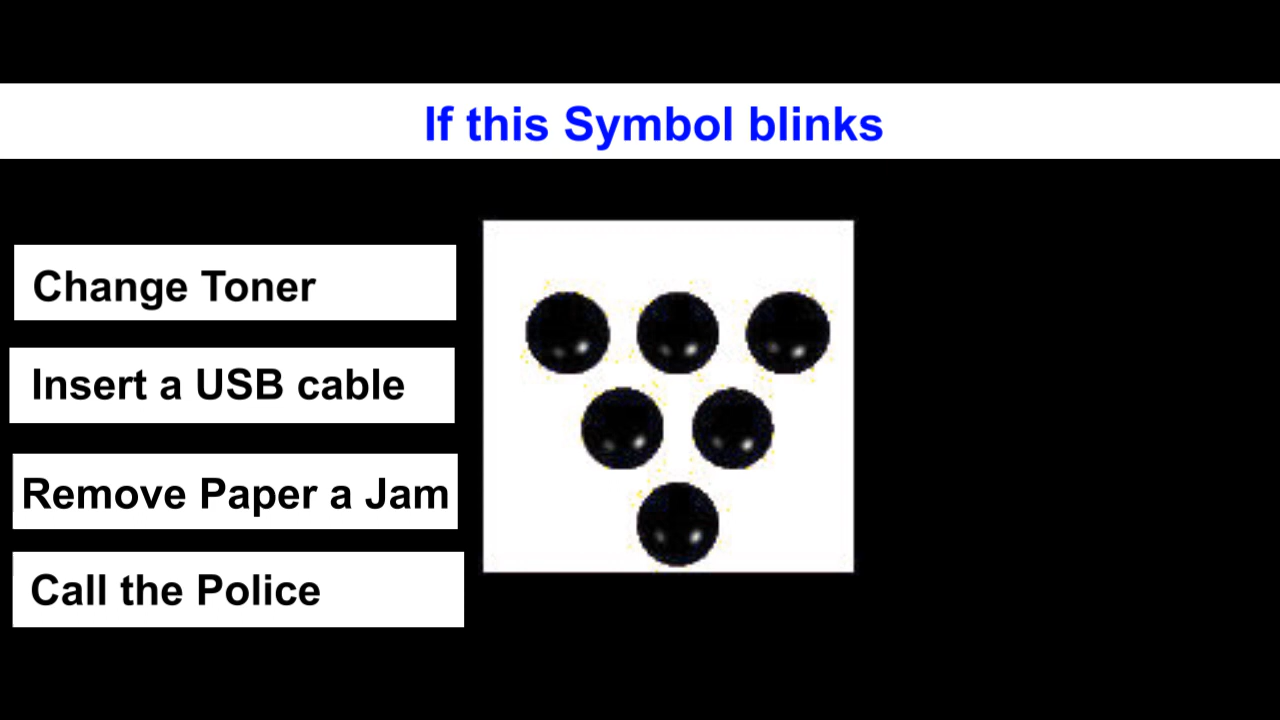 If this Symbol blinks
Change Toner
Insert a USB cable
Remove Paper a Jam
Call the Police